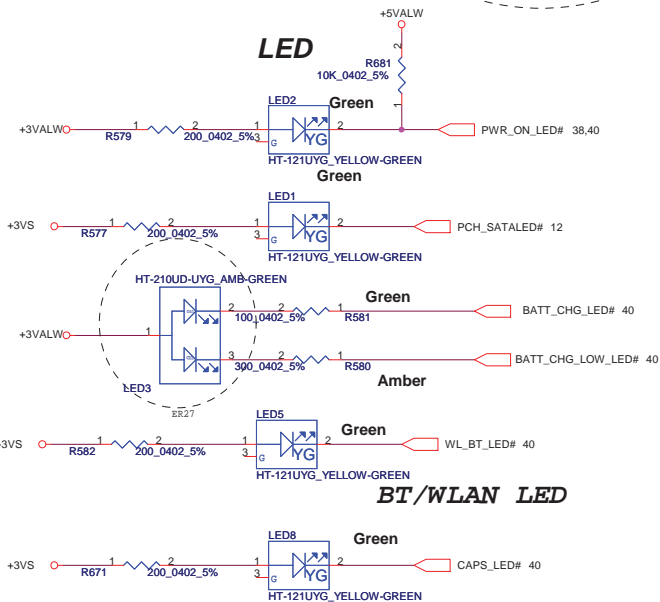 +5VALW
LED
2
R681
10K_0402_5%
1
LED2
Green
+3VALW
1
2
1
2
R579
200_0402_5%
3
G
YG
PWR_ON_LED# 38,40
HT-121UYG_YELLOW-GREEN
Green
LED1
+3VS
1
2
1
2
R577
200_0402_5%
3
G
YG
PCH_SATALED# 12
HT-121UYG_YELLOW-GREEN
HT-210UD-UYG_AMB-GREEN
Green
2
2
1
100_0402_5%
R581
BATT_CHG_LED# 40
+3VALW
1
3
2
1
300_0402_5%
R580
BATT_CHG_LOW_LED# 40
LED3
Amber
ER27
LED5
Green
3VS
1
2
1
2
R582
200_0402_5%
3
G
YG
WL_BT_LED# 40
HT-121UYG_YELLOW-GREEN
BT/WLAN LED
LED8
Green
+3VS
1
2
1
2
R671
200_0402_5%
3
G
YG
CAPS_LED# 40
HT-121UYG_YELLOW-GREEN